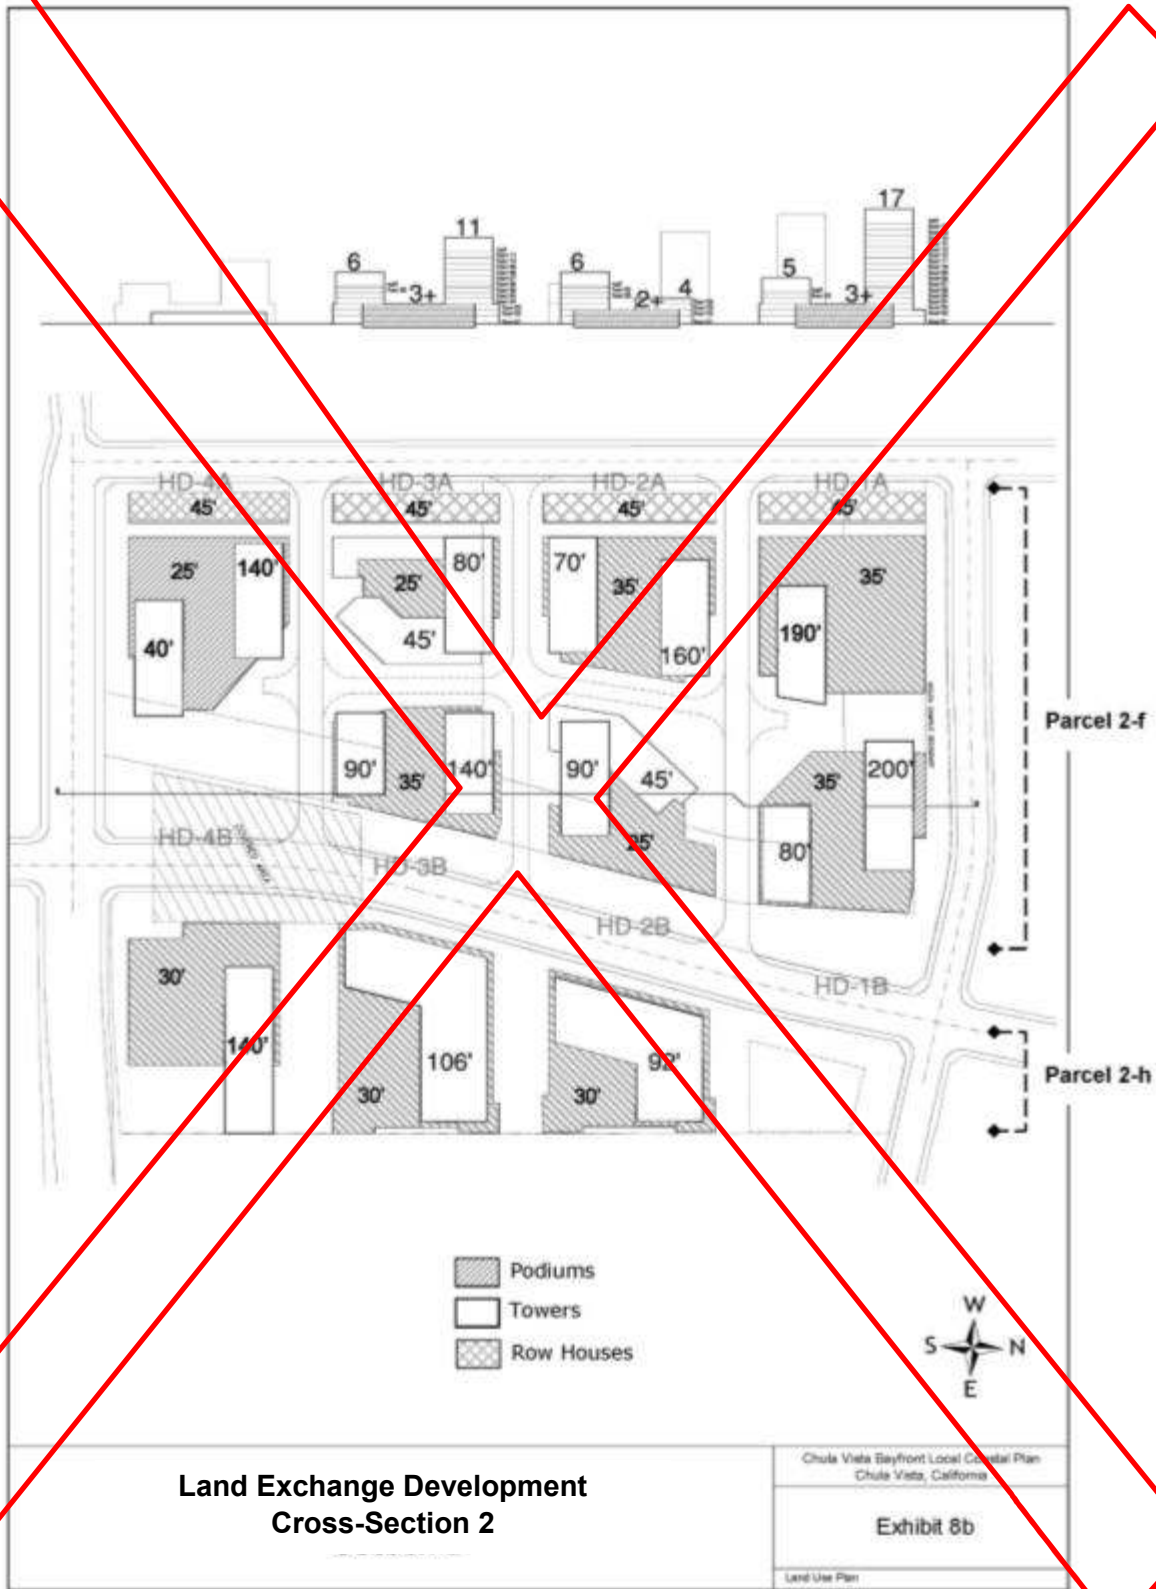 17
11
6
6
5
4
3+
2+
3+
HD-4A
HD-3A
HD-2A
HD-1A
45'
45'
45'
45'
25'
140'
80'
70'
35'
35'
25'
40'
45'
160'
190'
Parcel 2-f
90'
35'
140'
90'
45'
35'
200'
HD-4B
HD-3B
25'
80'
HD-2B
30'
HD-1B
140'
106'
92'
30'
30'
Parcel 2-h
Podiums
Towers
Row Houses
W
S
N
E
Land Exchange Development
Cross-Section 2
Chula Vista Bayfront Local Coastal Plan
Chula Vista, California
Exhibit 8b
Land Use Plan